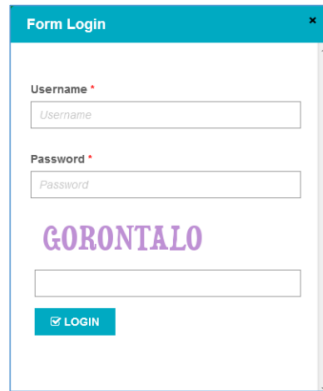 Form Login
Username *
Username
Password *
Password
GORONTALO
LOGIN